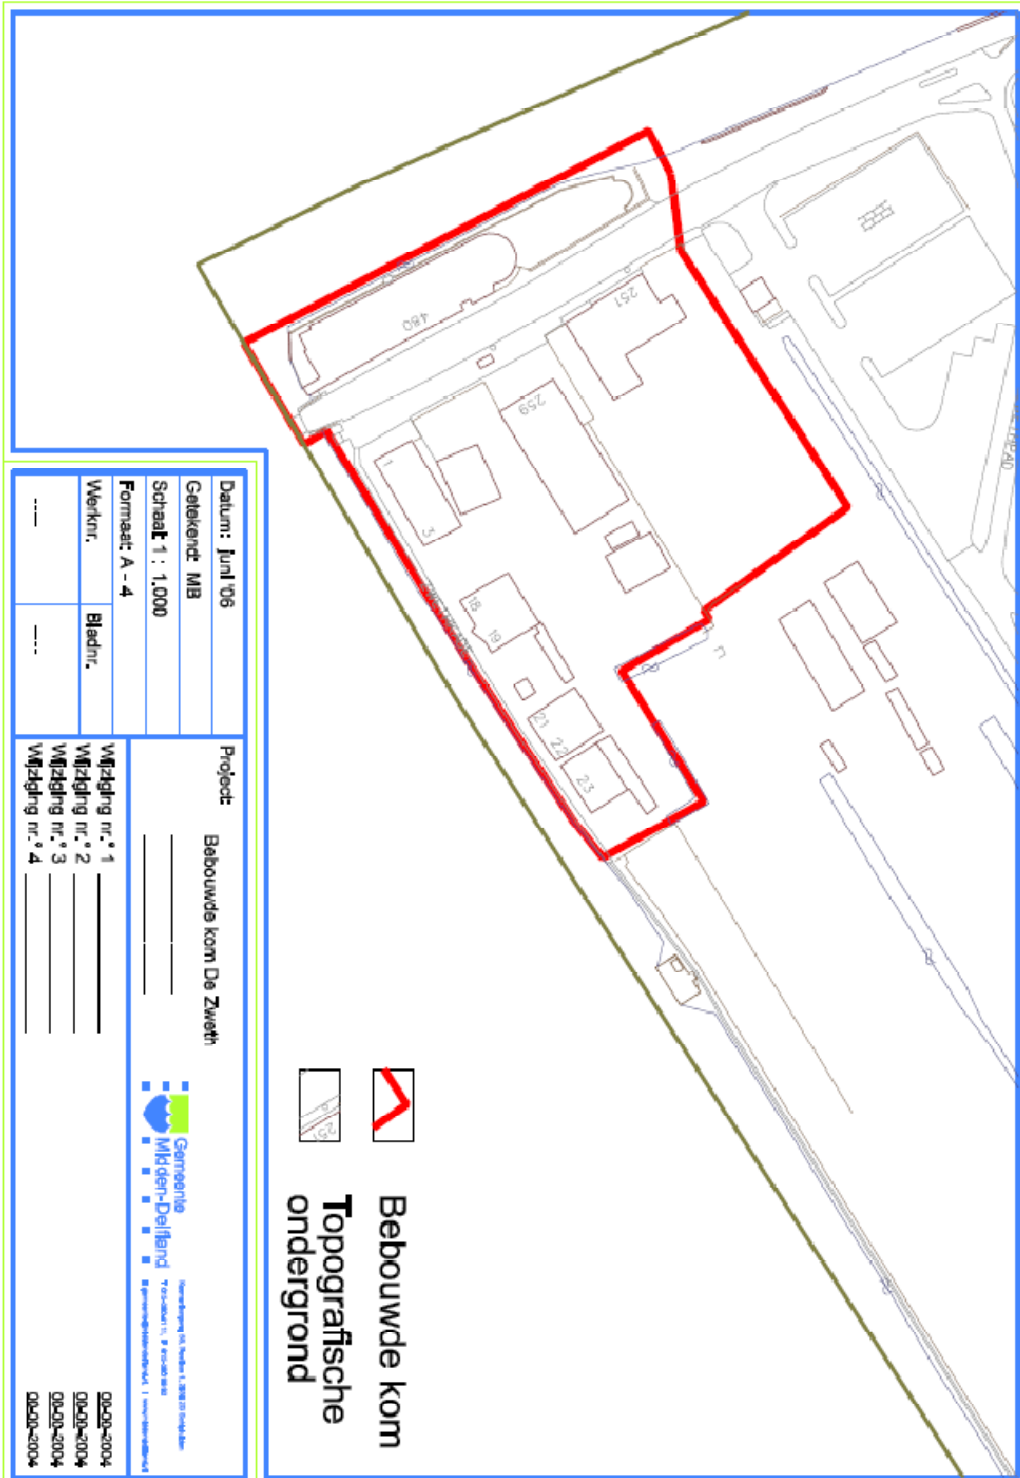 480
251
259
1
3
18
19
21
22
23
17
Bebouwde kom
Topografische
ondergrond
Datum: juni '06
Getekend: MB
Schaal: 1 : 1.000
Formaat: A - 4
Werknr.
Bladnr.
----
----
Project:
Bebouwde kom De Zweth
Gemeente
Midden-Delfland
Wijziging nr.° 1
00-00-2004
Wijziging nr.° 2
00-00-2004
Wijziging nr.° 3
00-00-2004
Wijziging nr.° 4
00-00-2004